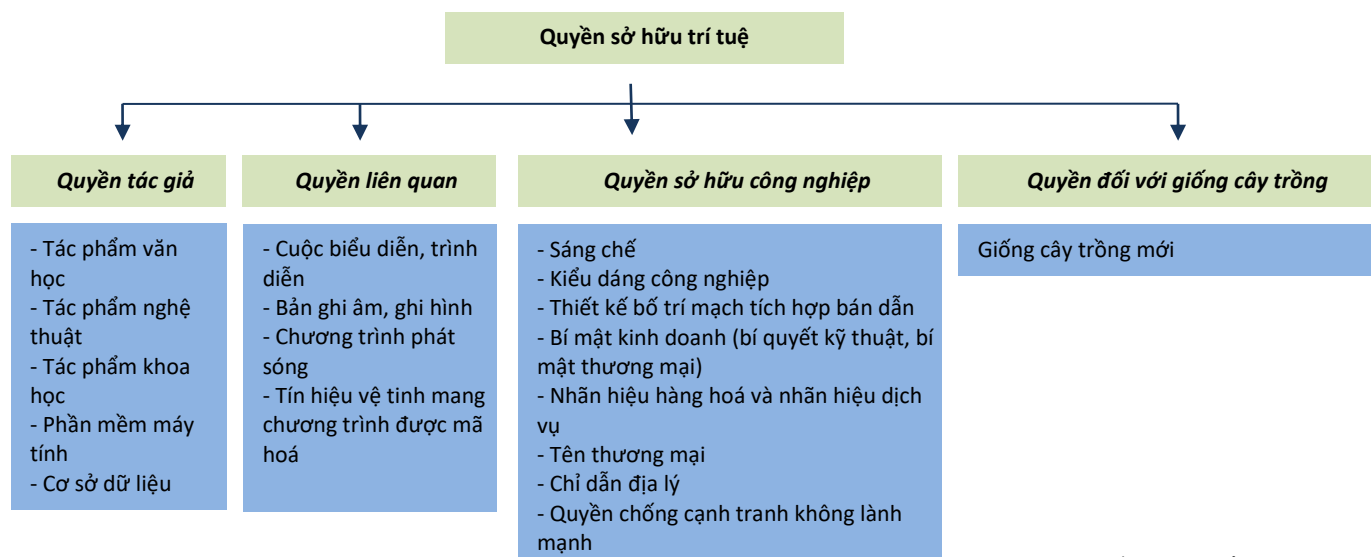 Quyền sở hữu trí tuệ
Quyền tác giả
- Tác phẩm văn
học
- Tác phẩm nghệ
thuật
- Tác phẩm khoa
học
- Phần mềm máy
tính
- Cơ sở dữ liệu
Quyền liên quan
- Cuộc biểu diễn, trình
diễn
- Bản ghi âm, ghi hình
- Chương trình phát
sóng
- Tín hiệu vệ tinh mang
chương trình được mã
hoá
Quyền sở hữu công nghiệp
- Sáng chế
- Kiểu dáng công nghiệp
- Thiết kế bố trí mạch tích hợp bán dẫn
- Bí mật kinh doanh (bí quyết kỹ thuật, bí
mật thương mại)
- Nhãn hiệu hàng hoá và nhãn hiệu dịch
vụ
- Tên thương mại
- Chỉ dẫn địa lý
- Quyền chống cạnh tranh không lành
mạnh
Quyền đối với giống cây trồng
Giống cây trồng mới